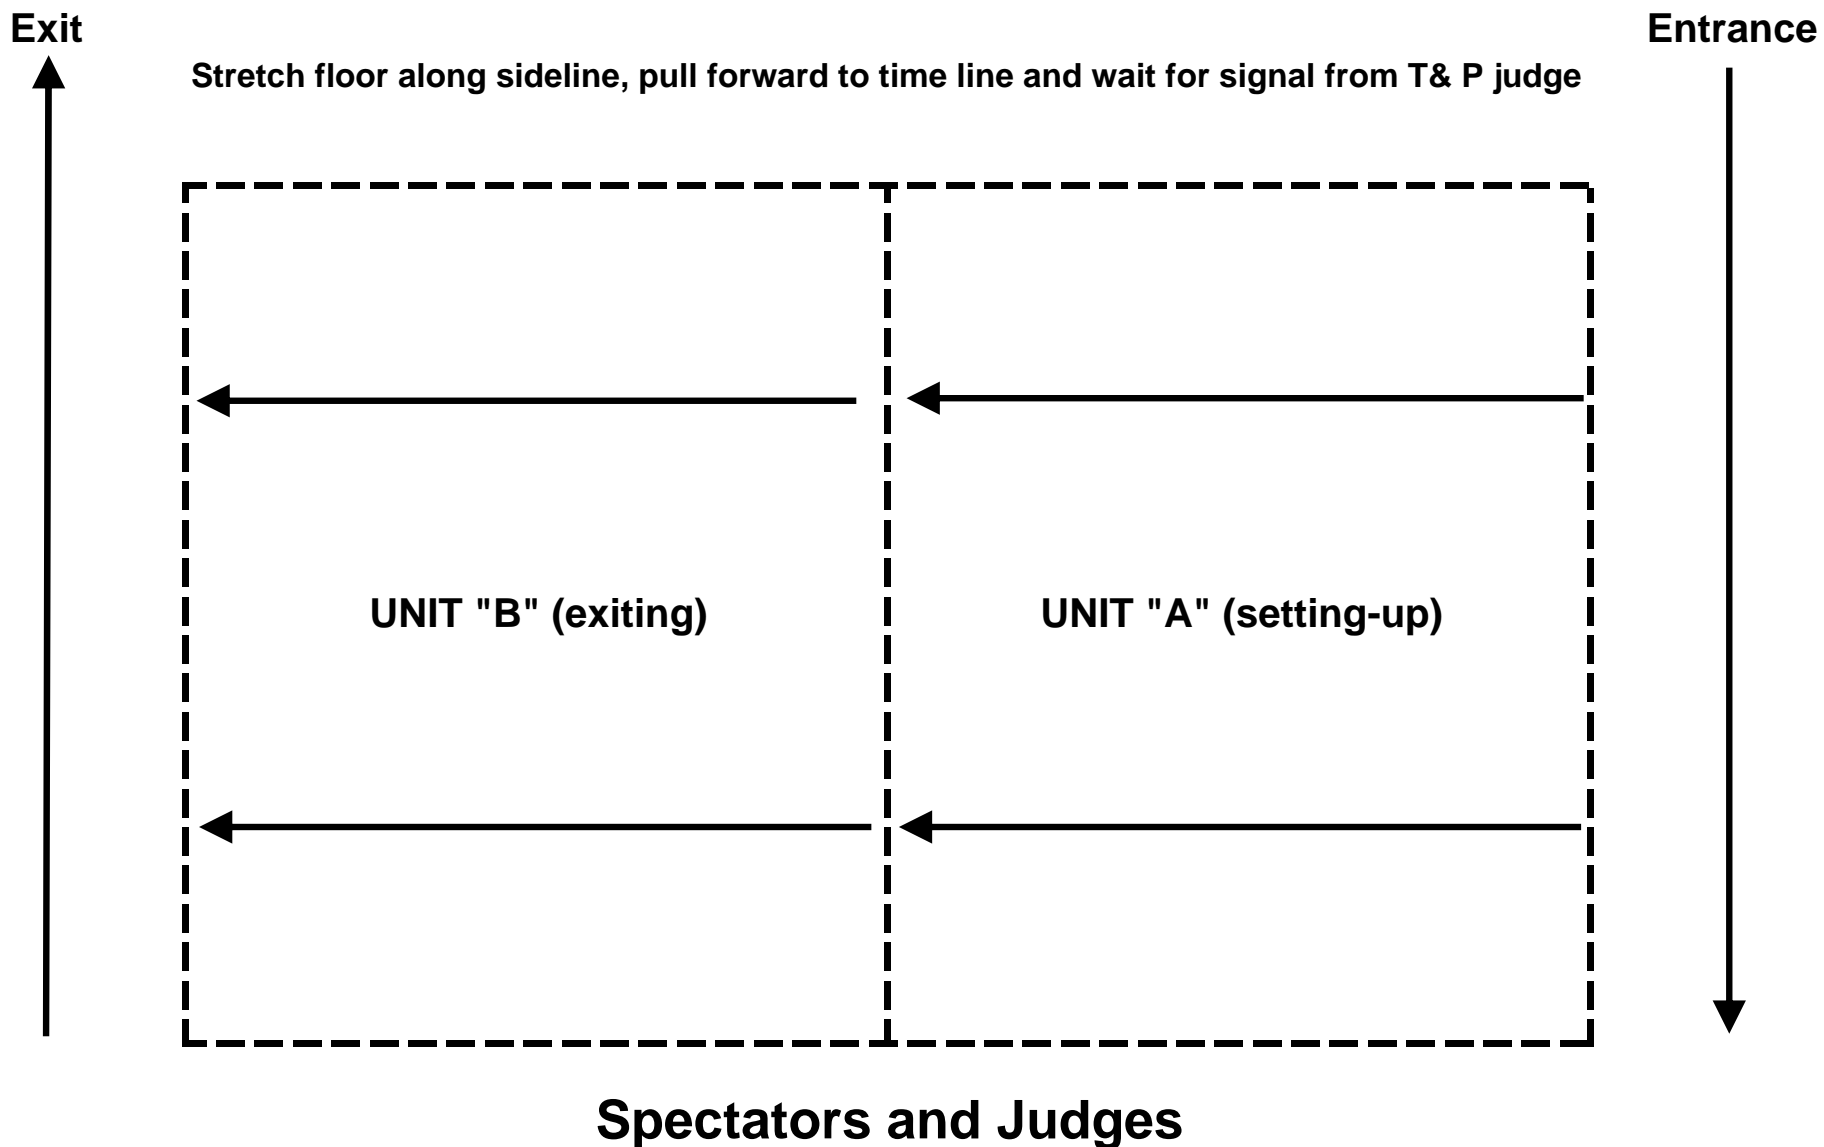 Exit
Entrance
Stretch floor along sideline, pull forward to time line and wait for signal from T& P judge
UNIT "B" (exiting)
UNIT "A" (setting-up)
Spectators and Judges